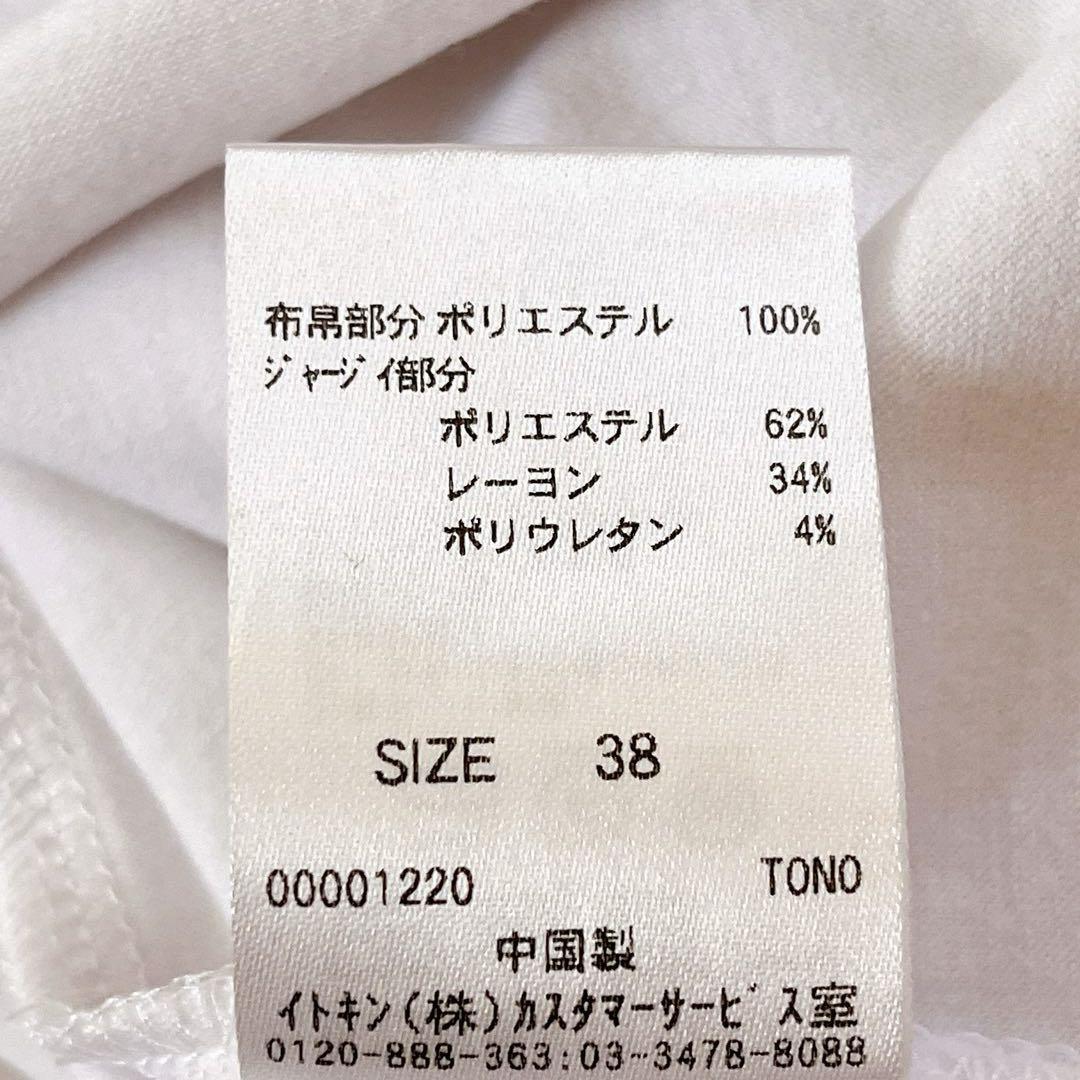 布帛部分 ポリエステル 100%
ｼﾞｬｰｼﾞｨ部分
ポリエステル 62%
レーヨン 34%
ポリウレタン 4%
SIZE 38
00001220 TONO
中国製
イトキン(株)カスタマーサービス室
0120-888-363:03-3478-8088